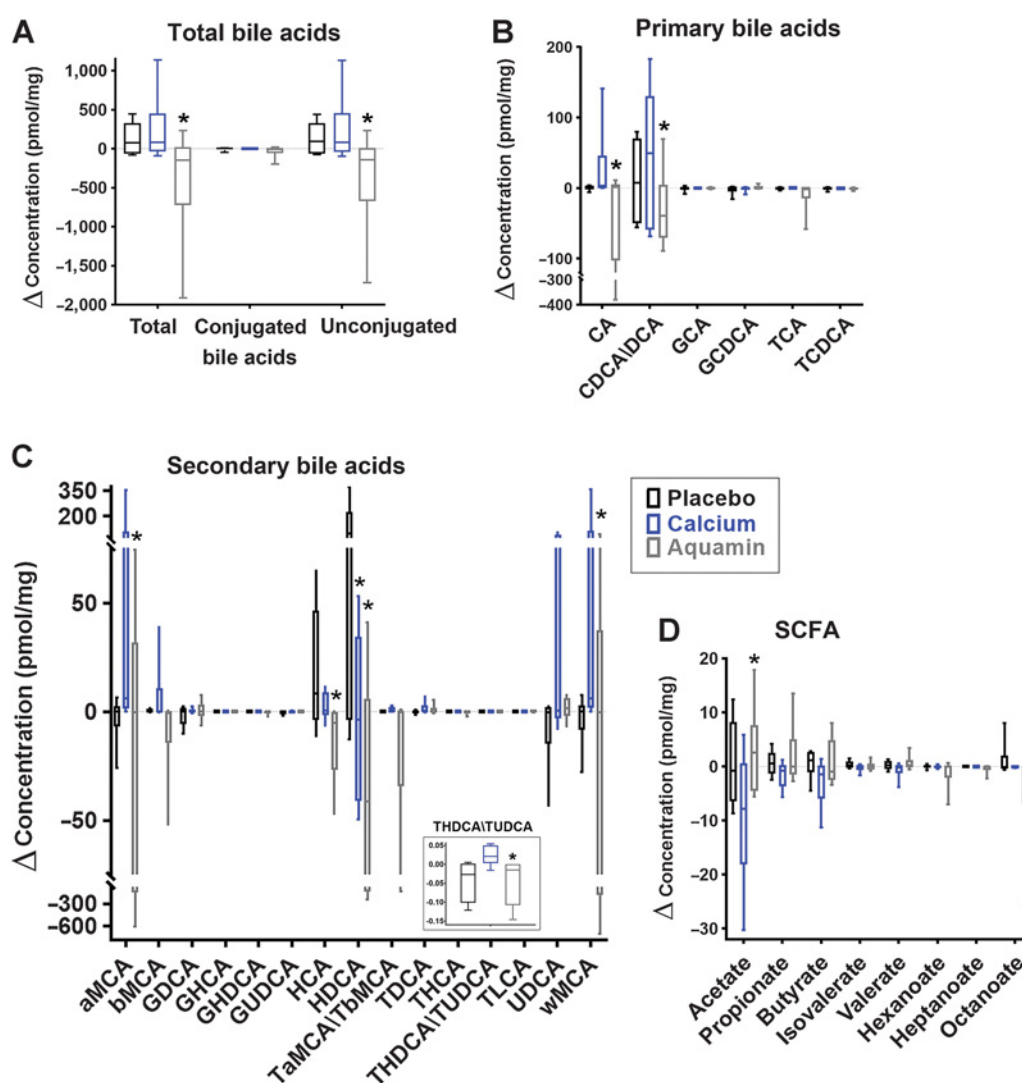 A
Total bile acids
Δ Concentration (pmol/mg)
1,000
500
0
−500
−1,000
−1,500
−2,000
*
*
Total
Conjugated
Unconjugated
bile acids
B
Primary bile acids
Δ Concentration (pmol/mg)
200
100
0
−100
−300
−400
*
*
CA
CDCA\DCA
GCA
GCDCA
TCA
TCDCA
C
Secondary bile acids
Δ Concentration (pmol/mg)
350
200
50
0
−50
−300
−600
*
*
*
*
*
THDCA\TUDCA
0.05
0.00
−0.05
−0.10
−0.15
*
aMCA
bMCA
GDCA
GHCA
GHDCA
GUDCA
HCA
HDCA
TaMCA\TbMCA
TDCA
THCA
THDCA\TUDCA
TLCA
UDCA
wMCA
Placebo
Calcium
Aquamin
D
SCFA
Δ Concentration (pmol/mg)
20
10
0
−10
−20
−30
*
Acetate
Propionate
Butyrate
Isovalerate
Valerate
Hexanoate
Heptanoate
Octanoate